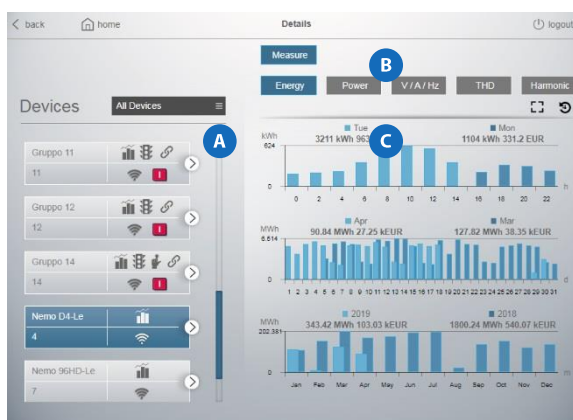 back home Details logout
Measure
B
Energy Power V / A / Hz THD Harmonic
Devices All Devices
A
C
Gruppo 11
11 I
Gruppo 12
12 I
Gruppo 14
14 I
Nemo D4-Le
4
Nemo 96HD-Le
7
kWh Tue Mon
3211 kWh 963 1104 kWh 331.2 EUR
624
0 h
0 2 4 6 8 10 12 14 16 18 20 22
MWh Apr Mar
90.84 MWh 27.25 kEUR 127.82 MWh 38.35 kEUR
6.514
0 d
1 2 3 4 5 6 7 8 9 10 11 12 13 14 15 16 17 18 19 20 21 22 23 24 25 26 27 28 29 30 31
MWh 2019 2018
343.42 MWh 103.03 kEUR 1800.24 MWh 540.07 kEUR
202.381
0 m
Jan Feb Mar Apr May Jun Jul Aug Sep Oct Nov Dec